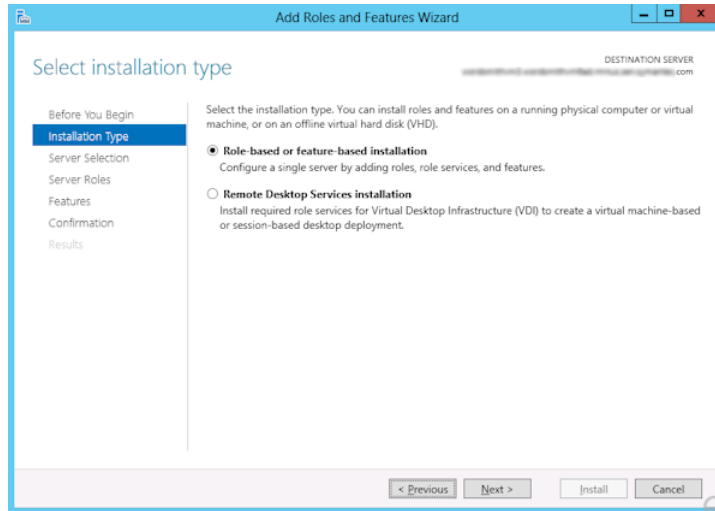 Add Roles and Features Wizard
Select installation type
DESTINATION SERVER
.com
Before You Begin
Installation Type
Server Selection
Server Roles
Features
Confirmation
Results
Select the installation type. You can install roles and features on a running physical computer or virtual
machine, or on an offline virtual hard disk (VHD).
Role-based or feature-based installation
Configure a single server by adding roles, role services, and features.
Remote Desktop Services installation
Install required role services for Virtual Desktop Infrastructure (VDI) to create a virtual machine-based
or session-based desktop deployment.
< Previous
Next >
Install
Cancel